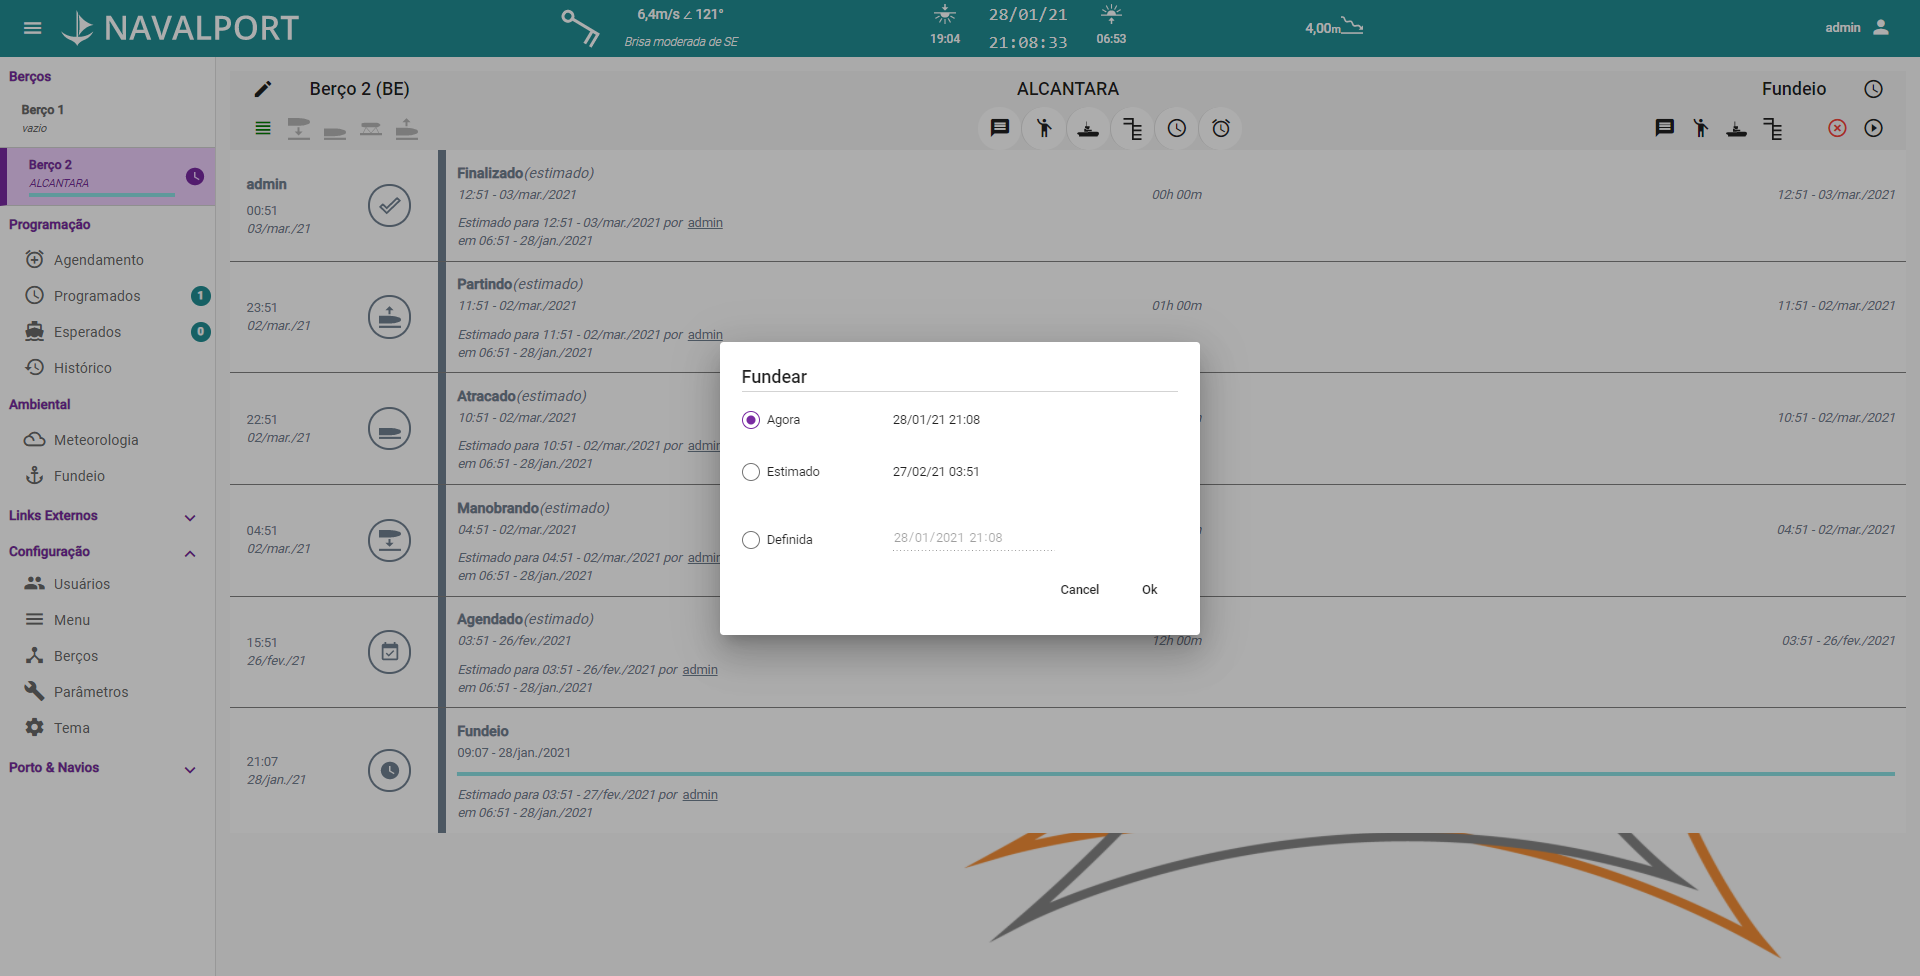 NAVALPORT
6,4m/s ∠ 121°
Brisa moderada de SE
19:04
28/01/21
21:08:33
06:53
4,00m
admin
Berços
Berço 1
vazio
Berço 2
ALCANTARA
Programação
Agendamento
Programados 1
Esperados 0
Histórico
Ambiental
Meteorologia
Fundeio
Links Externos
Configuração
Usuários
Menu
Berços
Parâmetros
Tema
Porto & Navios
Berço 2 (BE)
ALCANTARA
Fundeio
admin
00:51
03/mar./21
Finalizado(estimado)
12:51 - 03/mar./2021
00h 00m
12:51 - 03/mar./2021
Estimado para 12:51 - 03/mar./2021 por admin
em 06:51 - 28/jan./2021
23:51
02/mar./21
Partindo(estimado)
11:51 - 02/mar./2021
01h 00m
11:51 - 02/mar./2021
Estimado para 11:51 - 02/mar./2021 por admin
em 06:51 - 28/jan./2021
22:51
02/mar./21
Atracado(estimado)
10:51 - 02/mar./2021
10:51 - 02/mar./2021
Estimado para 10:51 - 02/mar./2021 por admin
em 06:51 - 28/jan./2021
04:51
02/mar./21
Manobrando(estimado)
04:51 - 02/mar./2021
04:51 - 02/mar./2021
Estimado para 04:51 - 02/mar./2021 por admin
em 06:51 - 28/jan./2021
15:51
26/fev./21
Agendado(estimado)
03:51 - 26/fev./2021
12h 00m
03:51 - 26/fev./2021
Estimado para 03:51 - 26/fev./2021 por admin
em 06:51 - 28/jan./2021
21:07
28/jan./21
Fundeio
09:07 - 28/jan./2021
Estimado para 03:51 - 27/fev./2021 por admin
em 06:51 - 28/jan./2021
Fundear
Agora 28/01/21 21:08
Estimado 27/02/21 03:51
Definida 28/01/2021 21:08
Cancel Ok